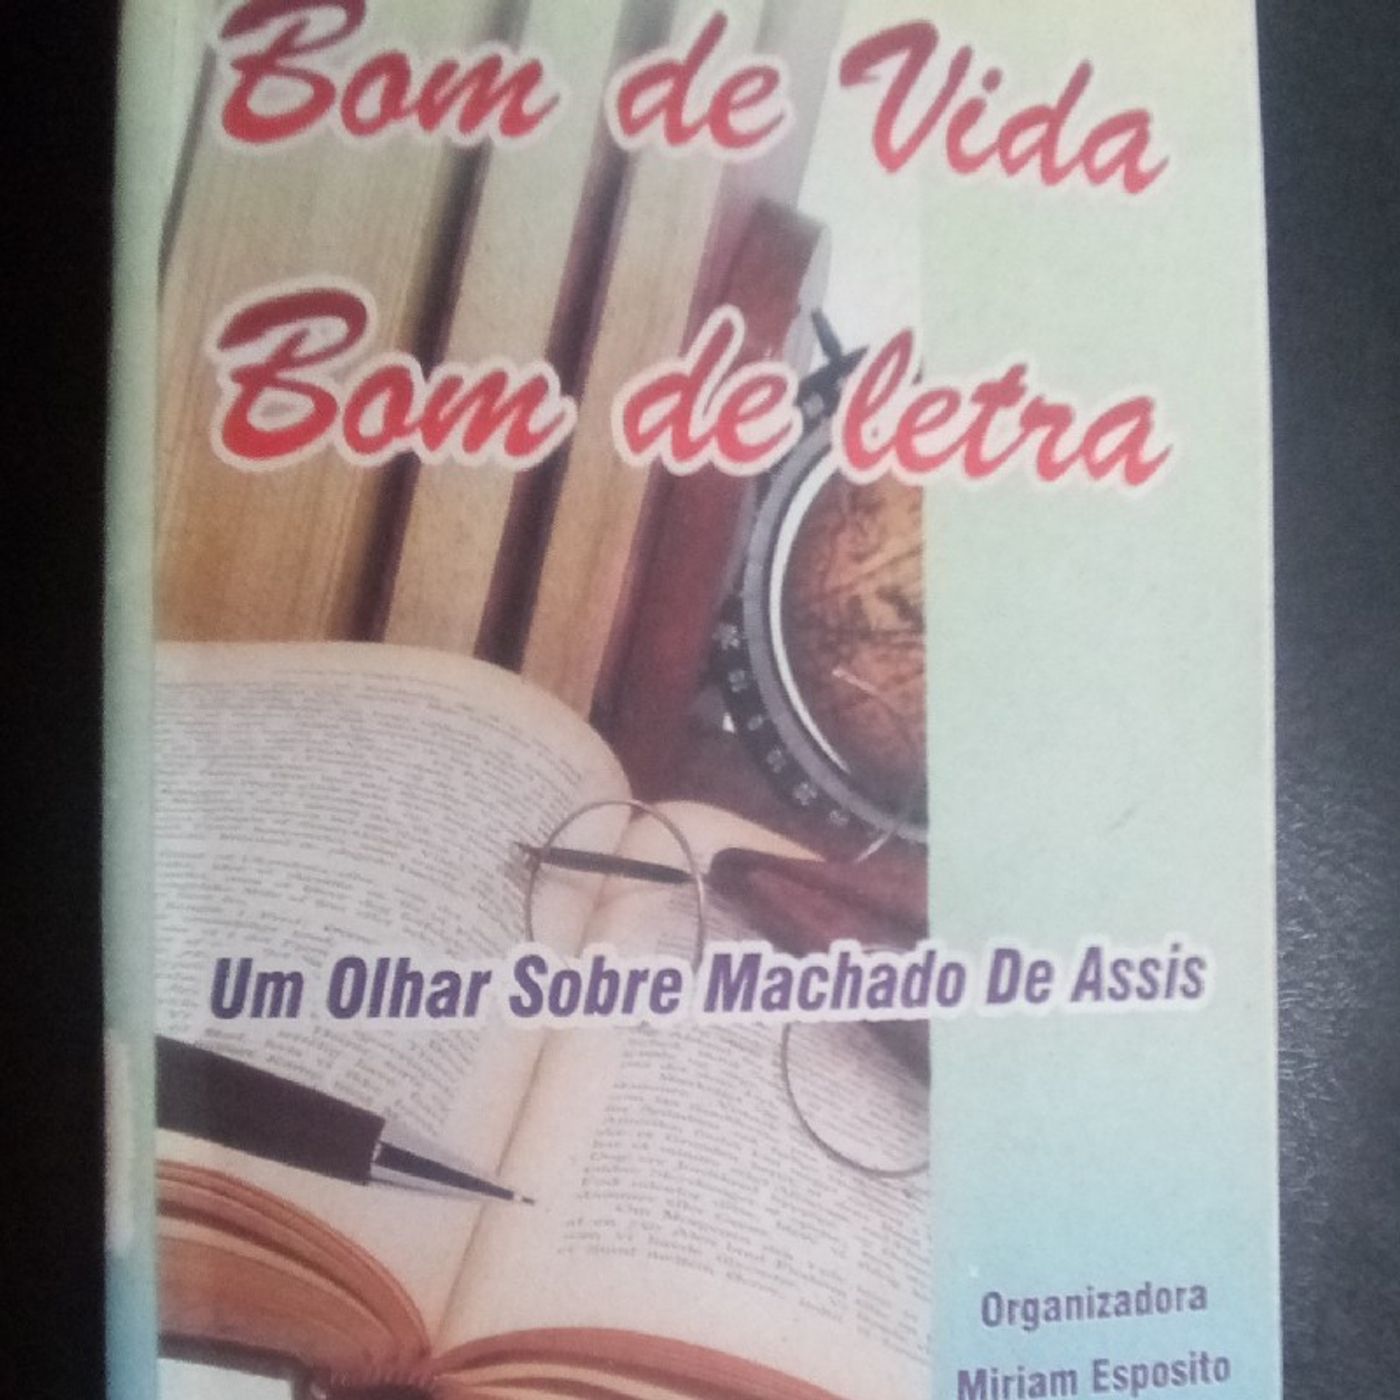 Bom de Vida
Bom de letra
Um Olhar Sobre Machado De Assis
Organizadora
Miriam Esposito